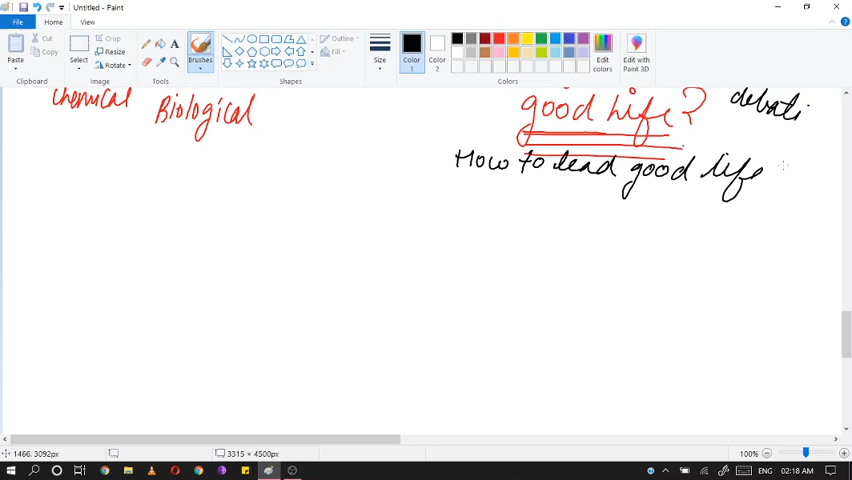 Untitled - Paint
File Home View
Paste Cut Copy Clipboard
Select Crop Resize Rotate Image
A Tools
Brushes
Outline Fill Shapes
Size
Color 1 Color 2 Edit colors Edit with Paint 3D Colors
chemical Biological good life? debati
How to lead good life
1466, 3092px 3315 × 4500px 100%
ENG 02:18 AM